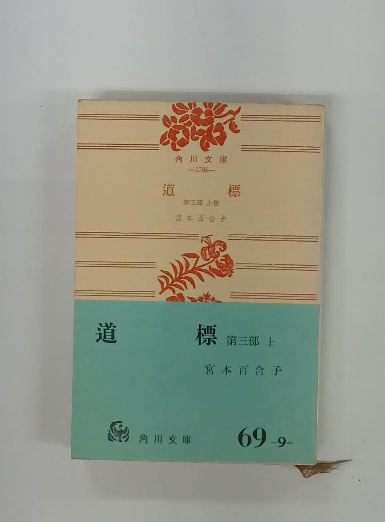 角川文庫
—1796—
道 標
第三部 上巻
宮本百合子
道 標 第三部 上
宮本百合子
角川文庫 69-9-